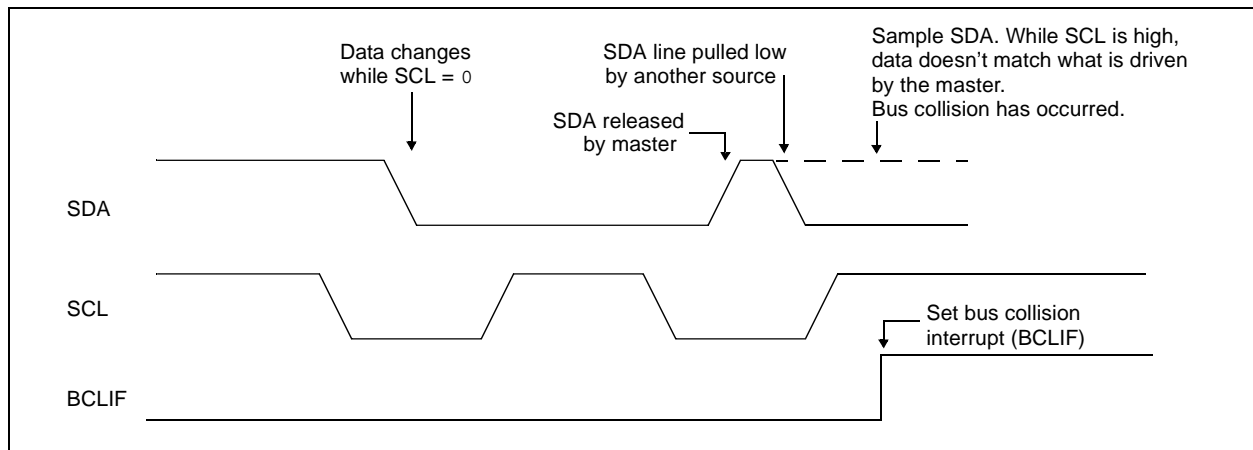 Data changes
while SCL = 0
SDA line pulled low
by another source
Sample SDA. While SCL is high,
data doesn't match what is driven
by the master.
Bus collision has occurred.
SDA released
by master
SDA
SCL
Set bus collision
interrupt (BCLIF)
BCLIF